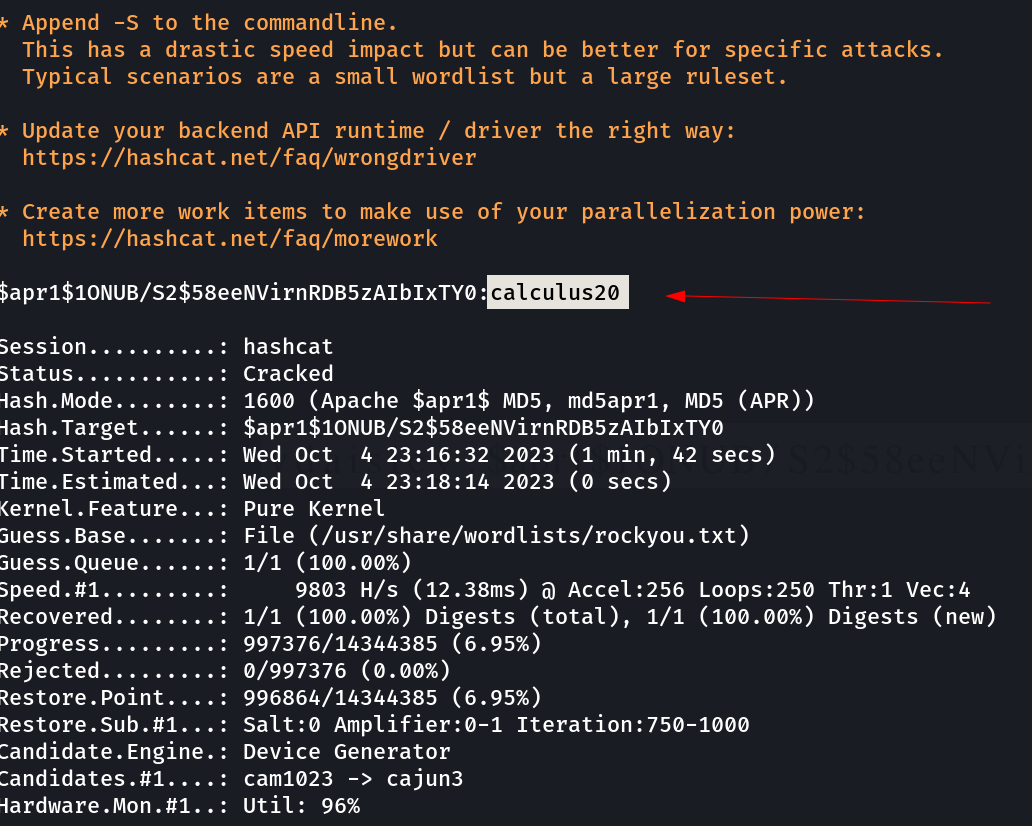 * Append -S to the commandline.
This has a drastic speed impact but can be better for specific attacks.
Typical scenarios are a small wordlist but a large ruleset.
* Update your backend API runtime / driver the right way:
https://hashcat.net/faq/wrongdriver
* Create more work items to make use of your parallelization power:
https://hashcat.net/faq/morework
$apr1$1ONUB/S2$58eeNVirnRDB5zAIbIxTY0:calculus20
Session..........: hashcat
Status...........: Cracked
Hash.Mode........: 1600 (Apache $apr1$ MD5, md5apr1, MD5 (APR))
Hash.Target......: $apr1$1ONUB/S2$58eeNVirnRDB5zAIbIxTY0
Time.Started.....: Wed Oct  4 23:16:32 2023 (1 min, 42 secs)
Time.Estimated...: Wed Oct  4 23:18:14 2023 (0 secs)
Kernel.Feature...: Pure Kernel
Guess.Base.......: File (/usr/share/wordlists/rockyou.txt)
Guess.Queue......: 1/1 (100.00%)
Speed.#1.........:     9803 H/s (12.38ms) @ Accel:256 Loops:250 Thr:1 Vec:4
Recovered........: 1/1 (100.00%) Digests (total), 1/1 (100.00%) Digests (new)
Progress.........: 997376/14344385 (6.95%)
Rejected.........: 0/997376 (0.00%)
Restore.Point....: 996864/14344385 (6.95%)
Restore.Sub.#1...: Salt:0 Amplifier:0-1 Iteration:750-1000
Candidate.Engine.: Device Generator
Candidates.#1....: cam1023 -> cajun3
Hardware.Mon.#1..: Util: 96%